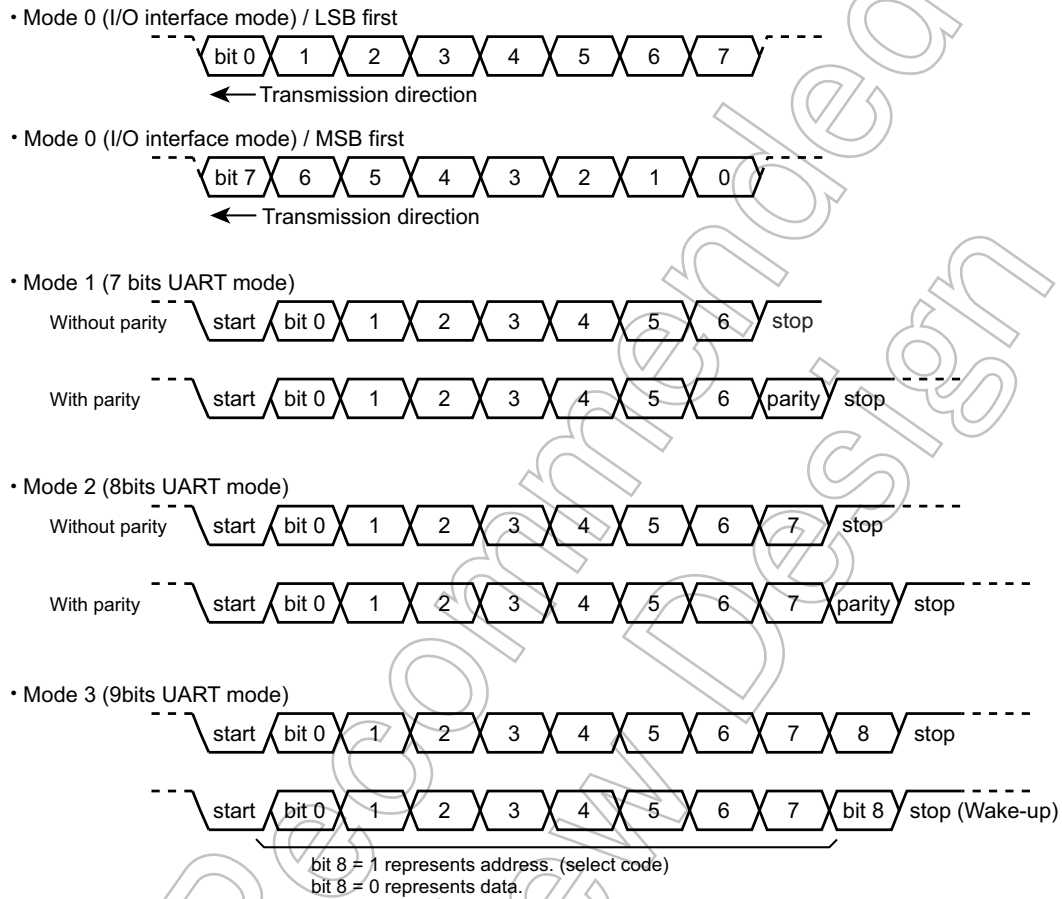 ・Mode 0 (I/O interface mode) / LSB first
bit 0 1 2 3 4 5 6 7
Transmission direction
・Mode 0 (I/O interface mode) / MSB first
bit 7 6 5 4 3 2 1 0
Transmission direction
・Mode 1 (7 bits UART mode)
Without parity start bit 0 1 2 3 4 5 6 stop
With parity start bit 0 1 2 3 4 5 6 parity stop
・Mode 2 (8bits UART mode)
Without parity start bit 0 1 2 3 4 5 6 7 stop
With parity start bit 0 1 2 3 4 5 6 7 parity stop
・Mode 3 (9bits UART mode)
start bit 0 1 2 3 4 5 6 7 8 stop
start bit 0 1 2 3 4 5 6 7 bit 8 stop (Wake-up)
bit 8 = 1 represents address. (select code)
bit 8 = 0 represents data.
Recommended
ew Design